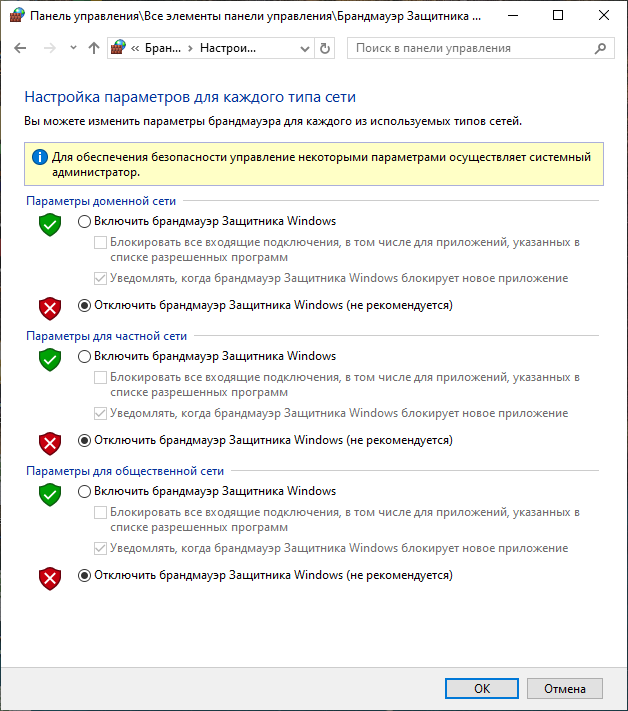 Панель управления\Все элементы панели управления\Брандмауэр Защитника ...
« Бран... › Настрои...
Поиск в панели управления
Настройка параметров для каждого типа сети
Вы можете изменить параметры брандмауэра для каждого из используемых типов сетей.
Для обеспечения безопасности управление некоторыми параметрами осуществляет системный
администратор.
Параметры доменной сети
Включить брандмауэр Защитника Windows
Блокировать все входящие подключения, в том числе для приложений, указанных в
списке разрешенных программ
Уведомлять, когда брандмауэр Защитника Windows блокирует новое приложение
Отключить брандмауэр Защитника Windows (не рекомендуется)
Параметры для частной сети
Включить брандмауэр Защитника Windows
Блокировать все входящие подключения, в том числе для приложений, указанных в
списке разрешенных программ
Уведомлять, когда брандмауэр Защитника Windows блокирует новое приложение
Отключить брандмауэр Защитника Windows (не рекомендуется)
Параметры для общественной сети
Включить брандмауэр Защитника Windows
Блокировать все входящие подключения, в том числе для приложений, указанных в
списке разрешенных программ
Уведомлять, когда брандмауэр Защитника Windows блокирует новое приложение
Отключить брандмауэр Защитника Windows (не рекомендуется)
ОК
Отмена